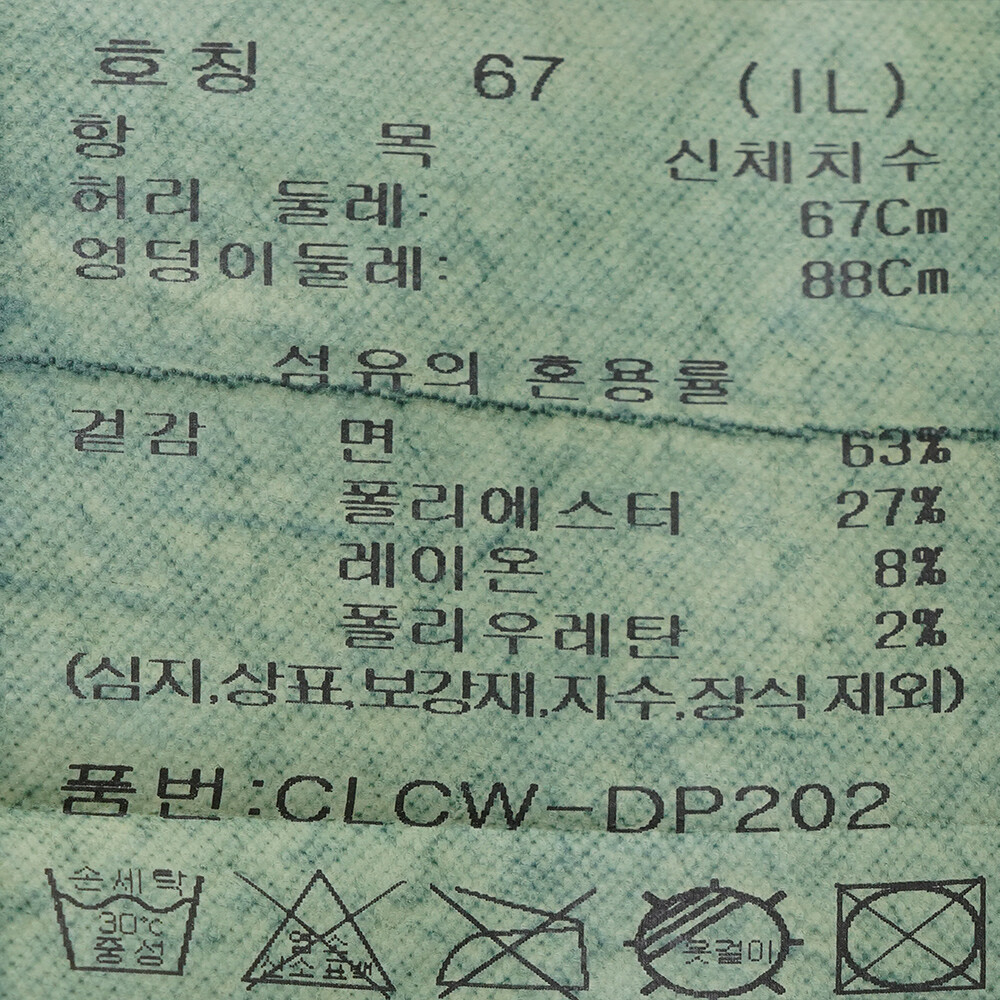 호칭 67 (IL)
항 목 신체치수
허리 둘레: 67Cm
엉덩이둘레: 88Cm
섬유의 혼용률
겉감 면 63%
폴리에스터 27%
레이온 8%
폴리우레탄 2%
(심지,상표,보강재,자수,장식 제외)
품번:CLCW-DP202
손세탁
30℃
중성
옷걸이